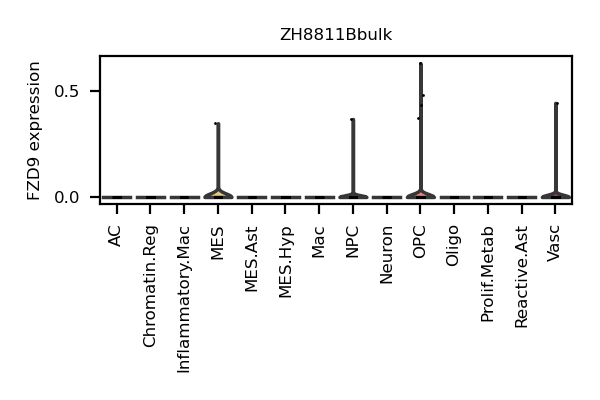 ZH8811Bbulk
FZD9 expression
0.5
0.0
AC
Chromatin.Reg
Inflammatory.Mac
MES
MES.Ast
MES.Hyp
Mac
NPC
Neuron
OPC
Oligo
Prolif.Metab
Reactive.Ast
Vasc